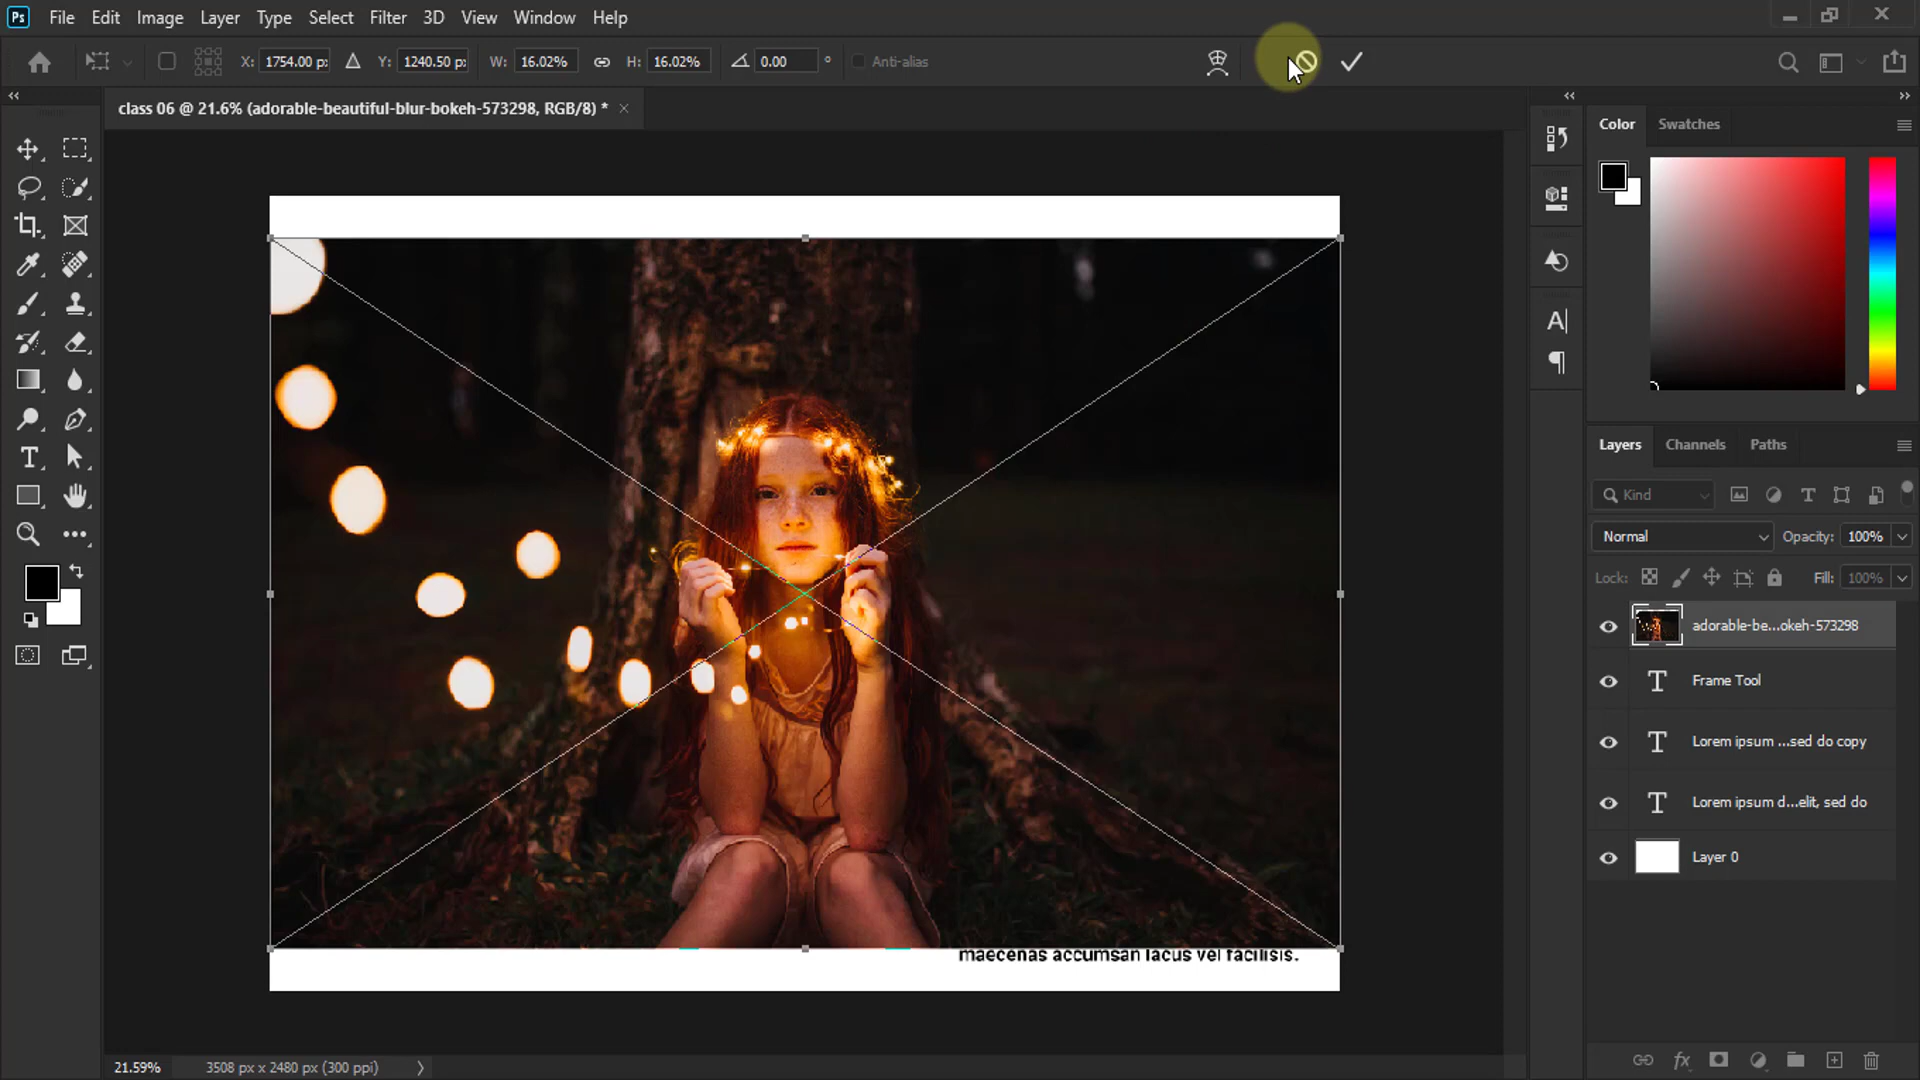 Ps File Edit Image Layer Type Select Filter 3D View Window Help
X: 1754.00 p: Y: 1240.50 p: W: 16.02% H: 16.02% 0.00 ° Anti-alias
class 06 @ 21.6% (adorable-beautiful-blur-bokeh-573298, RGB/8) * ×
Color Swatches
Layers Channels Paths
Kind
Normal Opacity: 100%
Lock: Fill: 100%
adorable-be...okeh-573298
Frame Tool
Lorem ipsum ...sed do copy
Lorem ipsum d...elit, sed do
Layer 0
maecenas accumsan lacus vel facilisis.
21.59% 3508 px x 2480 px (300 ppi)